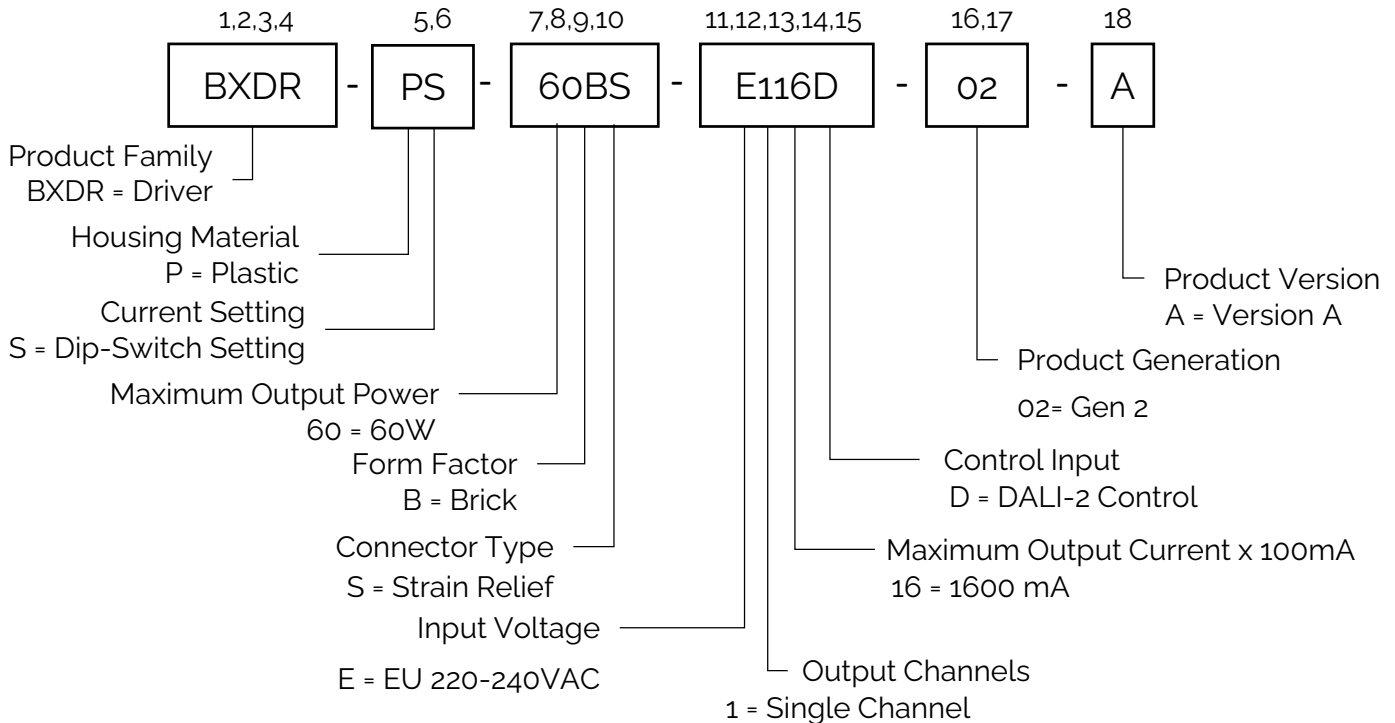 1,2,3,4 5,6 7,8,9,10 11,12,13,14,15 16,17 18
BXDR - PS - 60BS - E116D - 02 - A
Product Family
BXDR = Driver
Housing Material
P = Plastic
Current Setting
S = Dip-Switch Setting
Maximum Output Power
60 = 60W
Form Factor
B = Brick
Connector Type
S = Strain Relief
Input Voltage
E = EU 220-240VAC
Output Channels
1 = Single Channel
Maximum Output Current x 100mA
16 = 1600 mA
Control Input
D = DALI-2 Control
Product Generation
02= Gen 2
Product Version
A = Version A